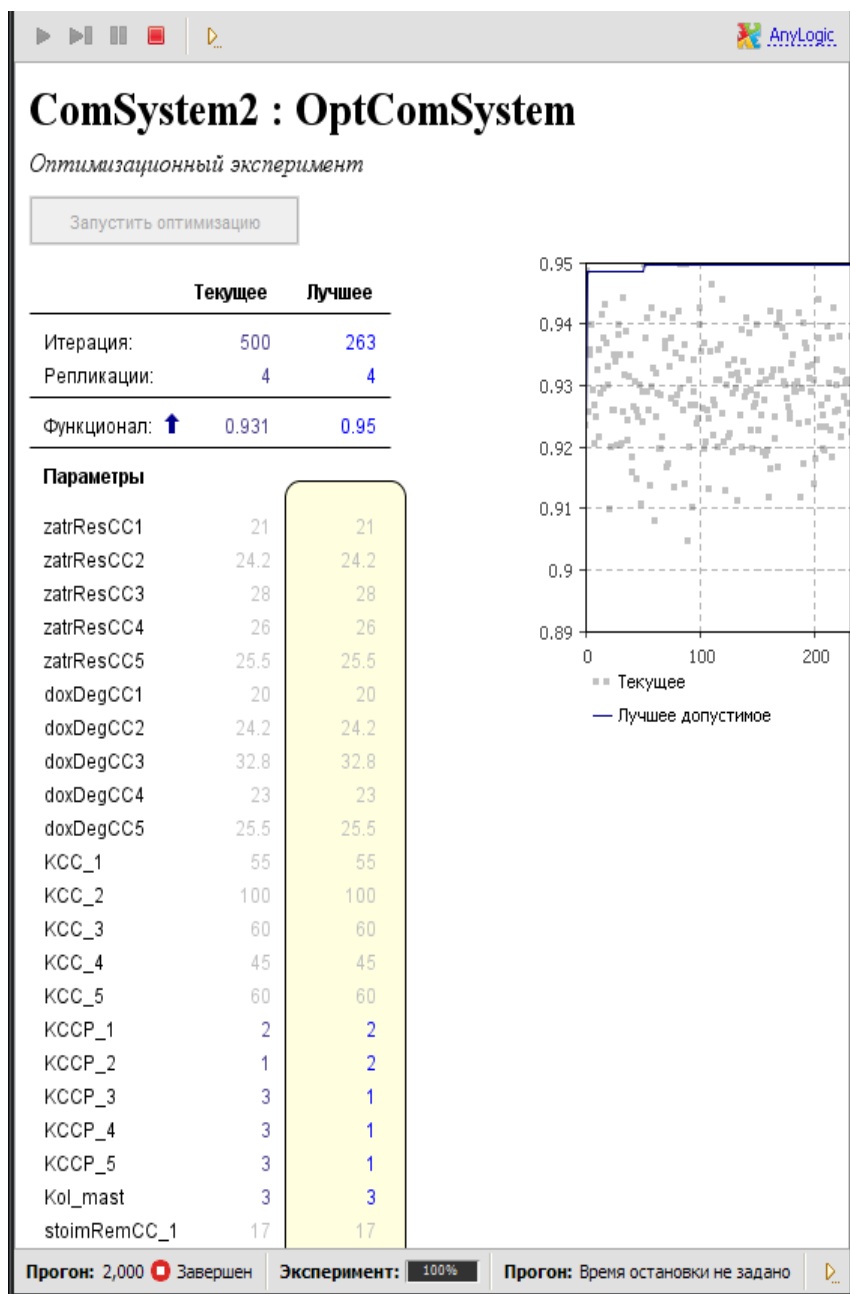 AnyLogic
ComSystem2 : OptComSystem
Оптимизационный эксперимент
Запустить оптимизацию
Текущее Лучшее
Итерация: 500 263
Репликации: 4 4
Функционал: 0.931 0.95
Параметры
zatrResCC1 21 21
zatrResCC2 24.2 24.2
zatrResCC3 28 28
zatrResCC4 26 26
zatrResCC5 25.5 25.5
doxDegCC1 20 20
doxDegCC2 24.2 24.2
doxDegCC3 32.8 32.8
doxDegCC4 23 23
doxDegCC5 25.5 25.5
KCC_1 55 55
KCC_2 100 100
KCC_3 60 60
KCC_4 45 45
KCC_5 60 60
KCCP_1 2 2
KCCP_2 1 2
KCCP_3 3 1
KCCP_4 3 1
KCCP_5 3 1
Kol_mast 3 3
stoimRemCC_1 17 17
0.95
0.94
0.93
0.92
0.91
0.9
0.89
0 100 200
Текущее
Лучшее допустимое
Прогон: 2,000 Завершен Эксперимент: 100% Прогон: Время остановки не задано